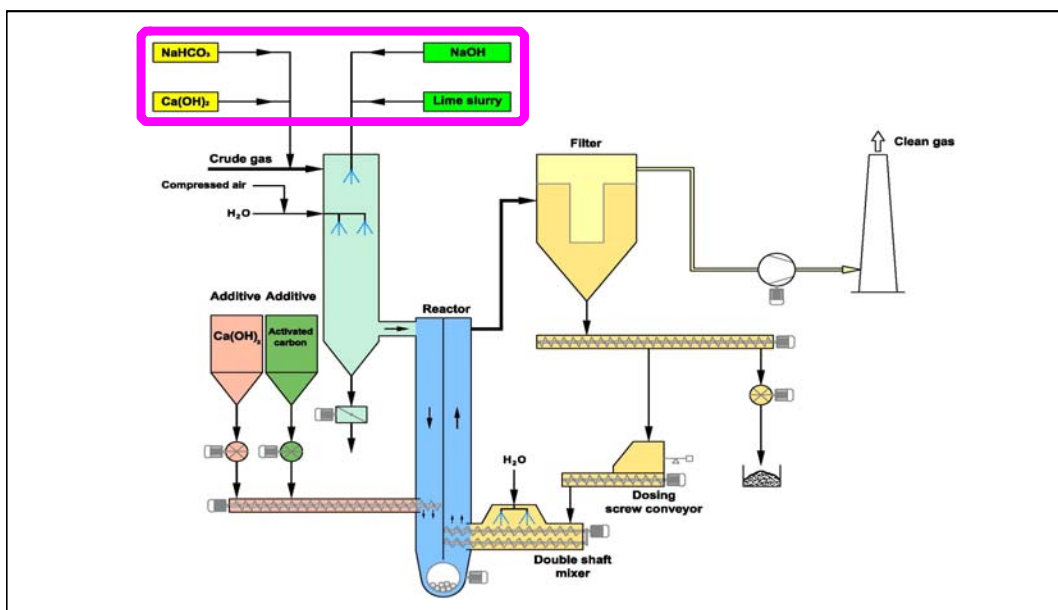 NaHCO₃
NaOH
Ca(OH)₂
Lime slurry
Crude gas
Compressed air
H₂O
Filter
Clean gas
Additive
Additive
Reactor
Ca(OH)₂
Activated
carbon
H₂O
Dosing
screw conveyor
Double shaft
mixer